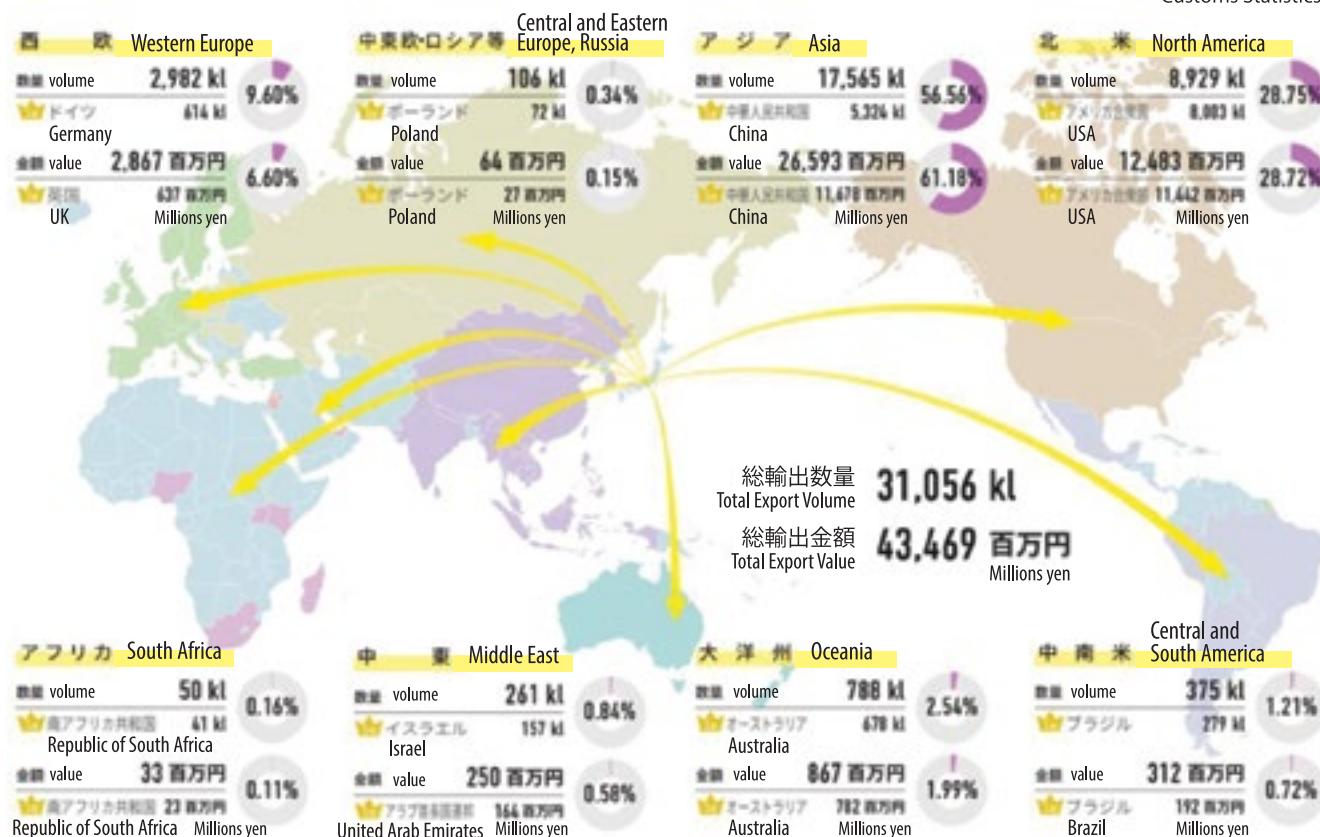 Customs Statistics
西 欧 Western Europe
数量 volume 2,982 kl 9.60%
ドイツ 614 kl
Germany
金額 value 2,867 百万円 6.60%
英国 637 百万円
UK Millions yen
中東欧・ロシア等 Central and Eastern Europe, Russia
数量 volume 106 kl 0.34%
ポーランド 72 kl
Poland
金額 value 64 百万円 0.15%
ポーランド 27 百万円
Poland Millions yen
アジア Asia
数量 volume 17,565 kl 56.56%
中華人民共和国 5,324 kl
China
金額 value 26,593 百万円 61.18%
中華人民共和国 11,678 百万円
China Millions yen
北 米 North America
数量 volume 8,929 kl 28.75%
アメリカ合衆国 8,003 kl
USA
金額 value 12,483 百万円 28.72%
アメリカ合衆国 11,442 百万円
USA Millions yen
総輸出数量 31,056 kl
Total Export Volume
総輸出金額 43,469 百万円
Total Export Value Millions yen
アフリカ South Africa
数量 volume 50 kl 0.16%
南アフリカ共和国 41 kl
Republic of South Africa
金額 value 33 百万円 0.11%
南アフリカ共和国 23 百万円
Republic of South Africa Millions yen
中 東 Middle East
数量 volume 261 kl 0.84%
イスラエル 157 kl
Israel
金額 value 250 百万円 0.58%
アラブ首長国連邦 164 百万円
United Arab Emirates Millions yen
大洋州 Oceania
数量 volume 788 kl 2.54%
オーストラリア 678 kl
Australia
金額 value 867 百万円 1.99%
オーストラリア 782 百万円
Australia Millions yen
中南米 Central and South America
数量 volume 375 kl 1.21%
ブラジル 279 kl
金額 value 312 百万円 0.72%
ブラジル 192 百万円
Brazil Millions yen